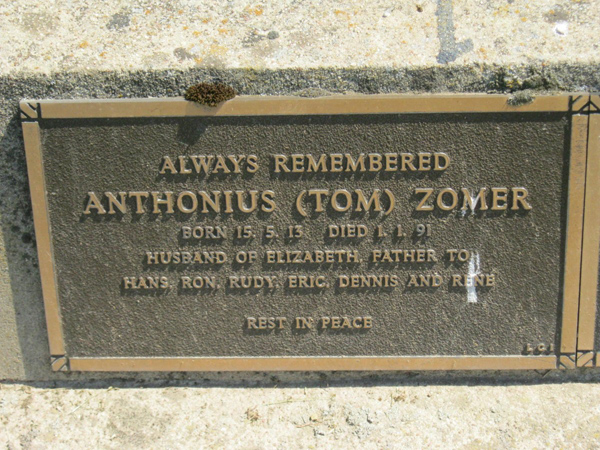 ALWAYS REMEMBERED
ANTHONIUS (TOM) ZOMER
BORN 15. 5. 13 DIED 1. 1. 91
HUSBAND OF ELIZABETH, FATHER TO
HANS, RON, RUDY, ERIC, DENNIS AND RENE
REST IN PEACE